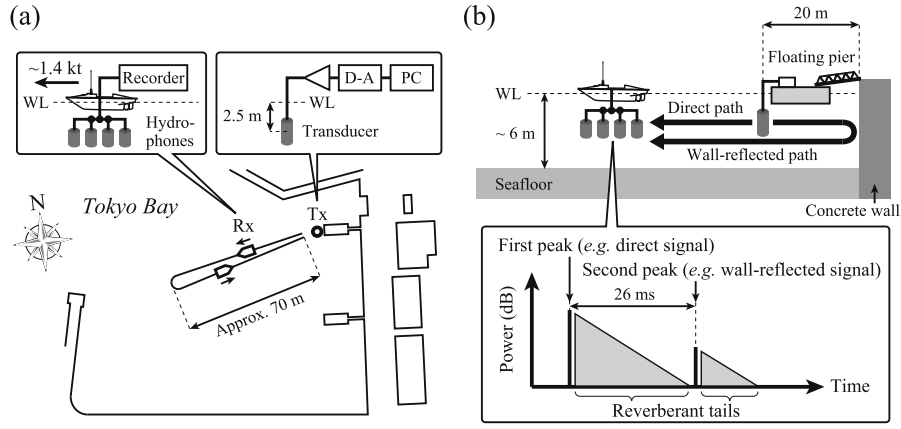 (a)
~1.4 kt
Recorder
WL
Hydro-
phones
D-A
PC
2.5 m
WL
Transducer
N
Tokyo Bay
Rx
Tx
Approx. 70 m
(b)
20 m
Floating pier
WL
Direct path
~ 6 m
Wall-reflected path
Seafloor
Concrete wall
First peak (e.g. direct signal)
Second peak (e.g. wall-reflected signal)
26 ms
Power (dB)
Time
Reverberant tails